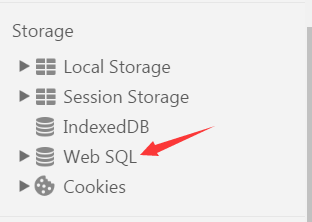 Storage
Local Storage
Session Storage
IndexedDB
Web SQL
Cookies